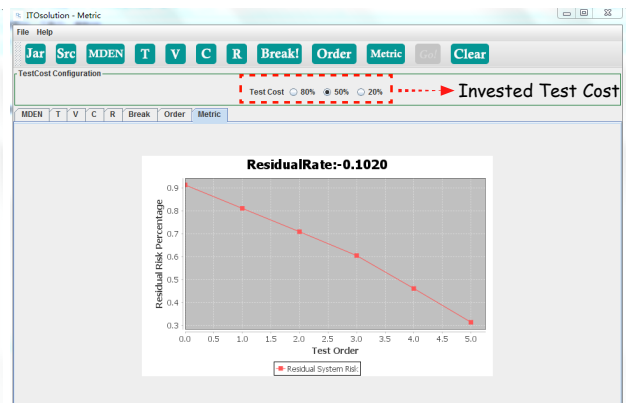 ITOsolution - Metric
File Help
Jar Src MDEN T V C R Break! Order Metric Go! Clear
TestCost Configuration
Test Cost 80% 50% 20% Invested Test Cost
MDEN T V C R Break Order Metric
ResidualRate:-0.1020
Residual Risk Percentage
0.9
0.8
0.7
0.6
0.5
0.4
0.3
0.0 0.5 1.0 1.5 2.0 2.5 3.0 3.5 4.0 4.5 5.0
Test Order
Residual System Risk